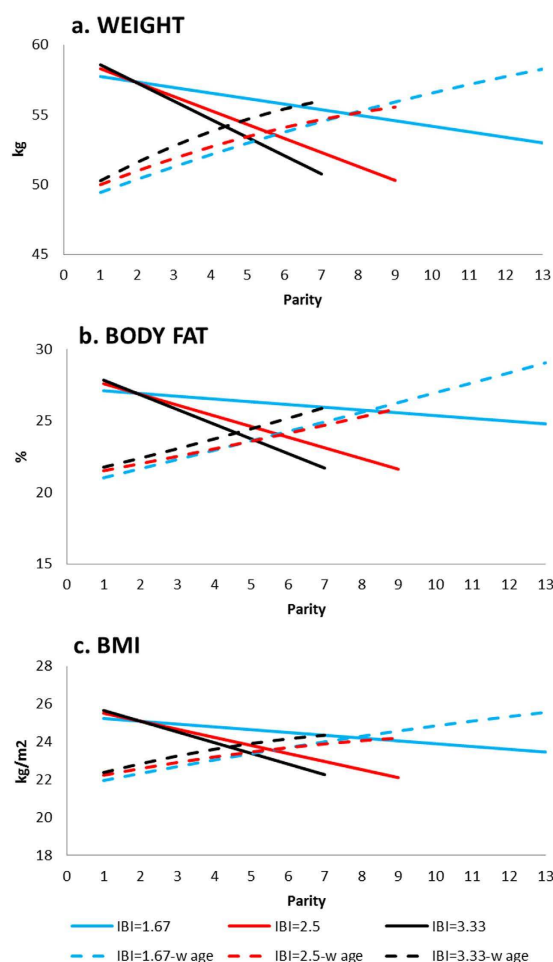 a. WEIGHT
60
55
50
45
kg
0 1 2 3 4 5 6 7 8 9 10 11 12 13
Parity
b. BODY FAT
30
25
20
15
%
0 1 2 3 4 5 6 7 8 9 10 11 12 13
Parity
c. BMI
28
26
24
22
20
18
kg/m2
0 1 2 3 4 5 6 7 8 9 10 11 12 13
Parity
IBI=1.67 IBI=2.5 IBI=3.33
IBI=1.67-w age IBI=2.5-w age IBI=3.33-w age